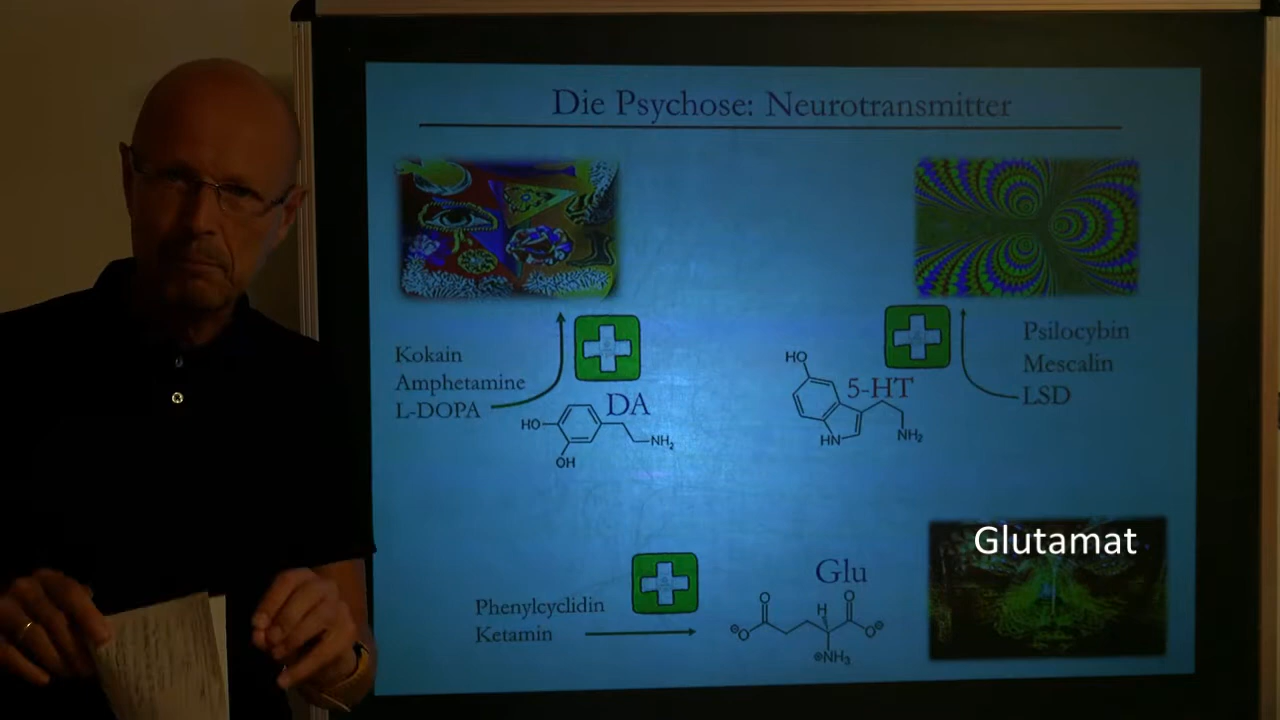 Die Psychose: Neurotransmitter
Kokain
Amphetamine
L-DOPA
DA
HO
OH
NH₂
Psilocybin
Mescalin
LSD
5-HT
HO
HN
NH₂
Glutamat
Phenylcyclidin
Ketamin
Glu
O
O
H
⊖O
O⊖
⊕NH₃